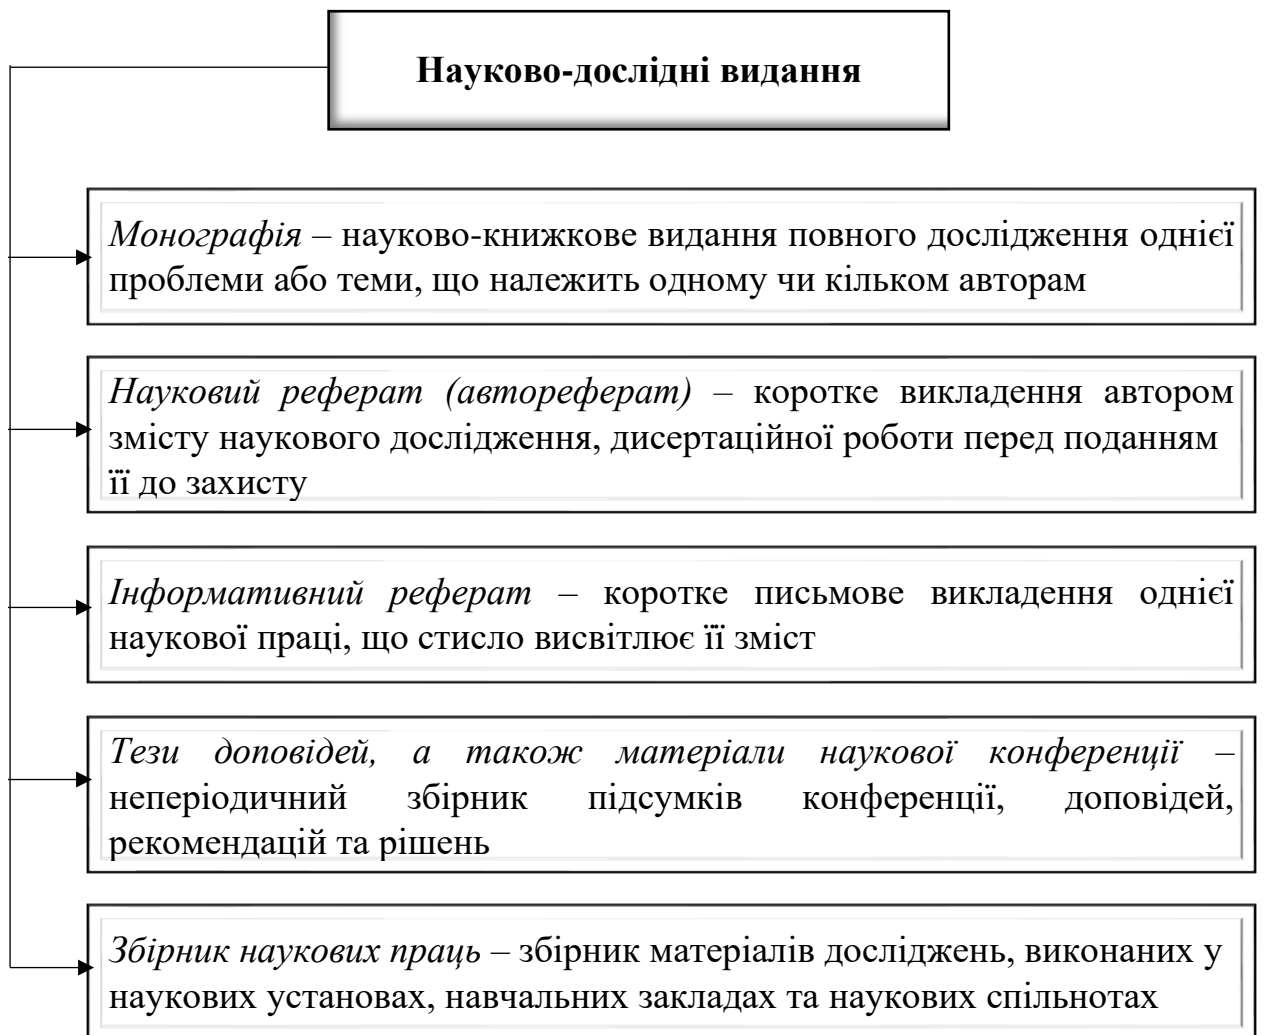 Науково-дослідні видання
Монографія – науково-книжкове видання повного дослідження однієї
проблеми або теми, що належить одному чи кільком авторам
Науковий реферат (автореферат) – коротке викладення автором
змісту наукового дослідження, дисертаційної роботи перед поданням
її до захисту
Інформативний реферат – коротке письмове викладення однієї
наукової праці, що стисло висвітлює її зміст
Тези доповідей, а також матеріали наукової конференції –
неперіодичний збірник підсумків конференції, доповідей,
рекомендацій та рішень
Збірник наукових праць – збірник матеріалів досліджень, виконаних у
наукових установах, навчальних закладах та наукових спільнотах